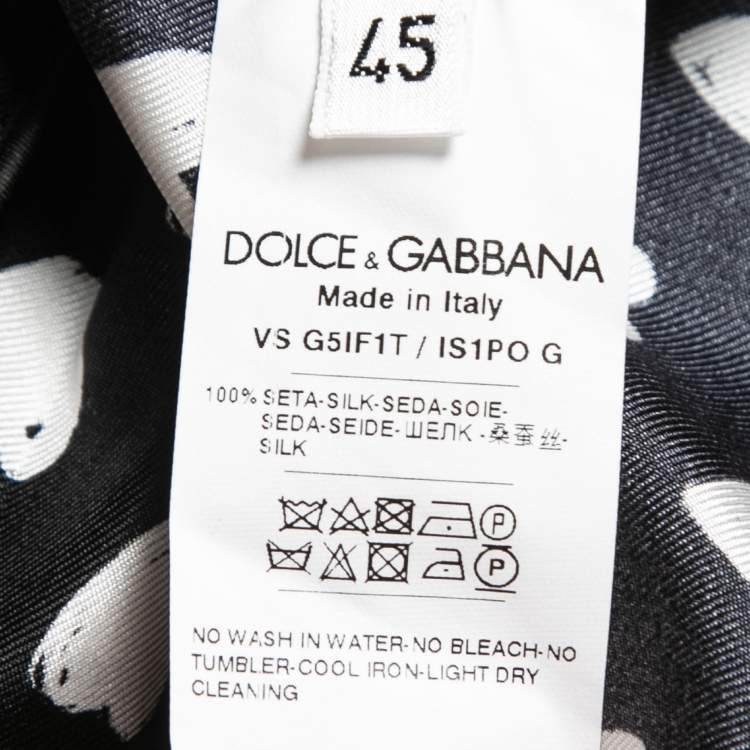 45
DOLCE & GABBANA
Made in Italy
VS G5IF1T / IS1PO G
100% SETA-SILK-SEDA-SOIE-
SEDA-SEIDE-ШЕЛК -桑蚕丝-
SILK
P
P
NO WASH IN WATER-NO BLEACH-NO
TUMBLER-COOL IRON-LIGHT DRY
CLEANING